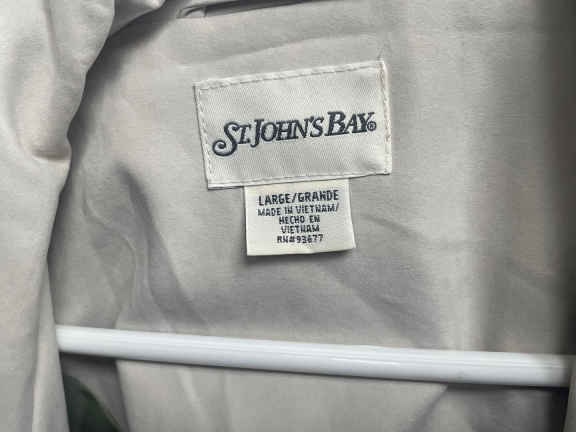 ST. JOHN'S BAY®
LARGE/GRANDE
MADE IN VIETNAM/
HECHO EN
VIETNAM
RN#93677